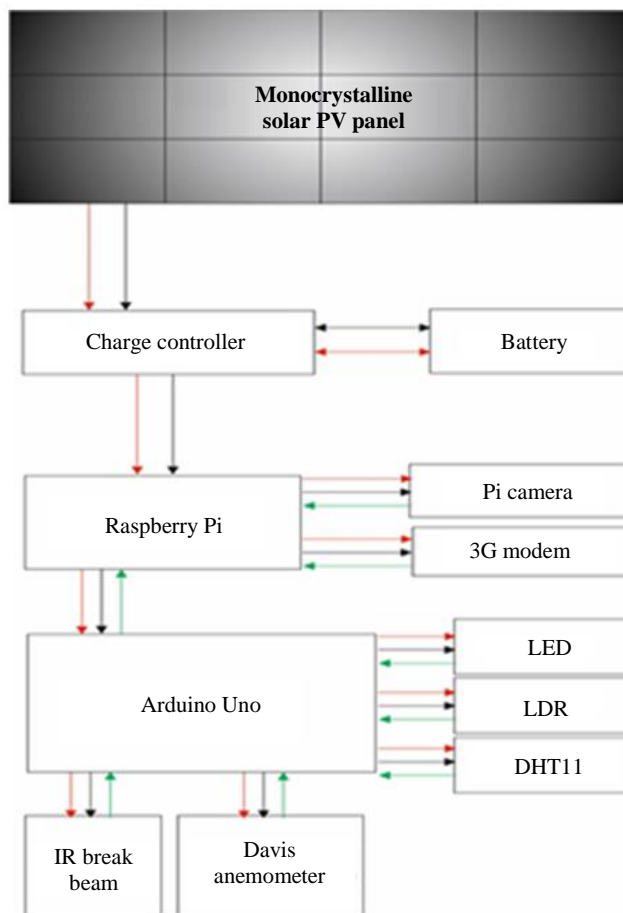 Monocrystalline
solar PV panel
Charge controller
Battery
Raspberry Pi
Pi camera
3G modem
Arduino Uno
LED
LDR
DHT11
IR break
beam
Davis
anemometer